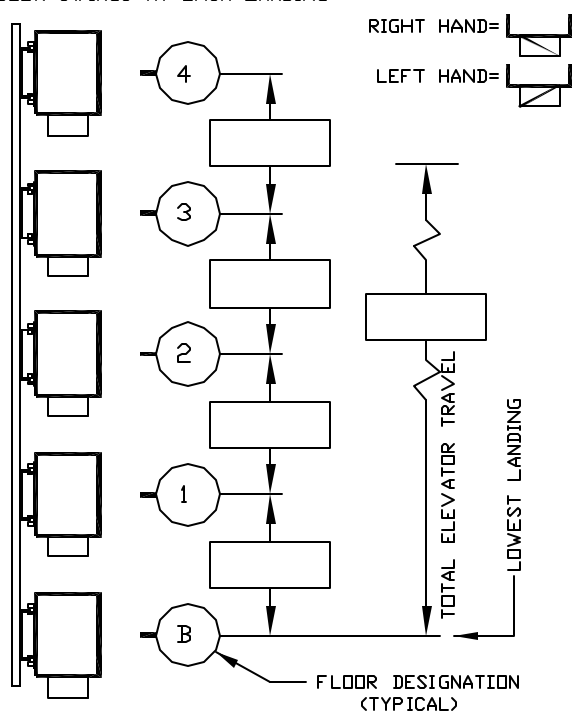 RIGHT HAND=
LEFT HAND=
4
3
2
1
B
TOTAL ELEVATOR TRAVEL
LOWEST LANDING
FLOOR DESIGNATION
(TYPICAL)